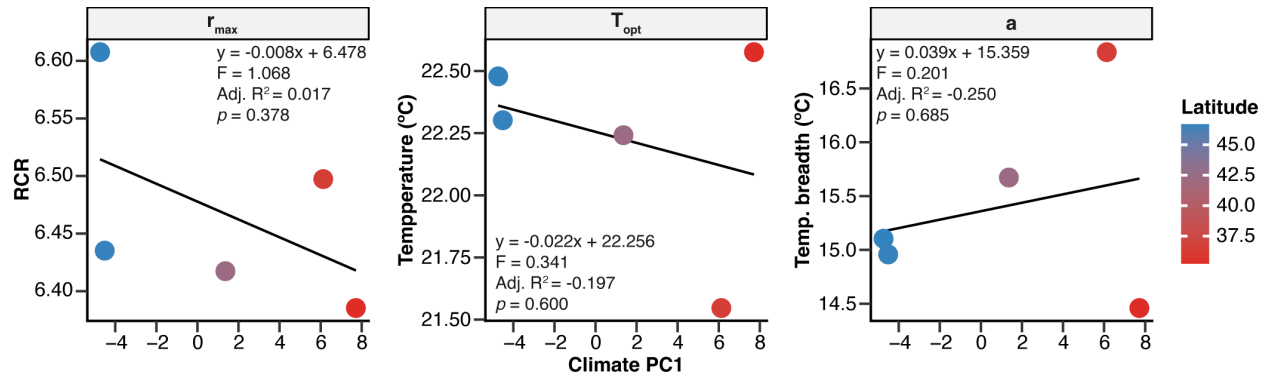 r_max
y = -0.008x + 6.478
F = 1.068
Adj. R² = 0.017
p = 0.378
RCR
6.60
6.55
6.50
6.45
6.40
−4 −2 0 2 4 6 8
T_opt
Tempperature (ºC)
22.50
22.25
22.00
21.75
21.50
y = -0.022x + 22.256
F = 0.341
Adj. R² = -0.197
p = 0.600
−4 −2 0 2 4 6 8
Climate PC1
a
y = 0.039x + 15.359
F = 0.201
Adj. R² = -0.250
p = 0.685
Temp. breadth (ºC)
16.5
16.0
15.5
15.0
14.5
−4 −2 0 2 4 6 8
Latitude
45.0
42.5
40.0
37.5